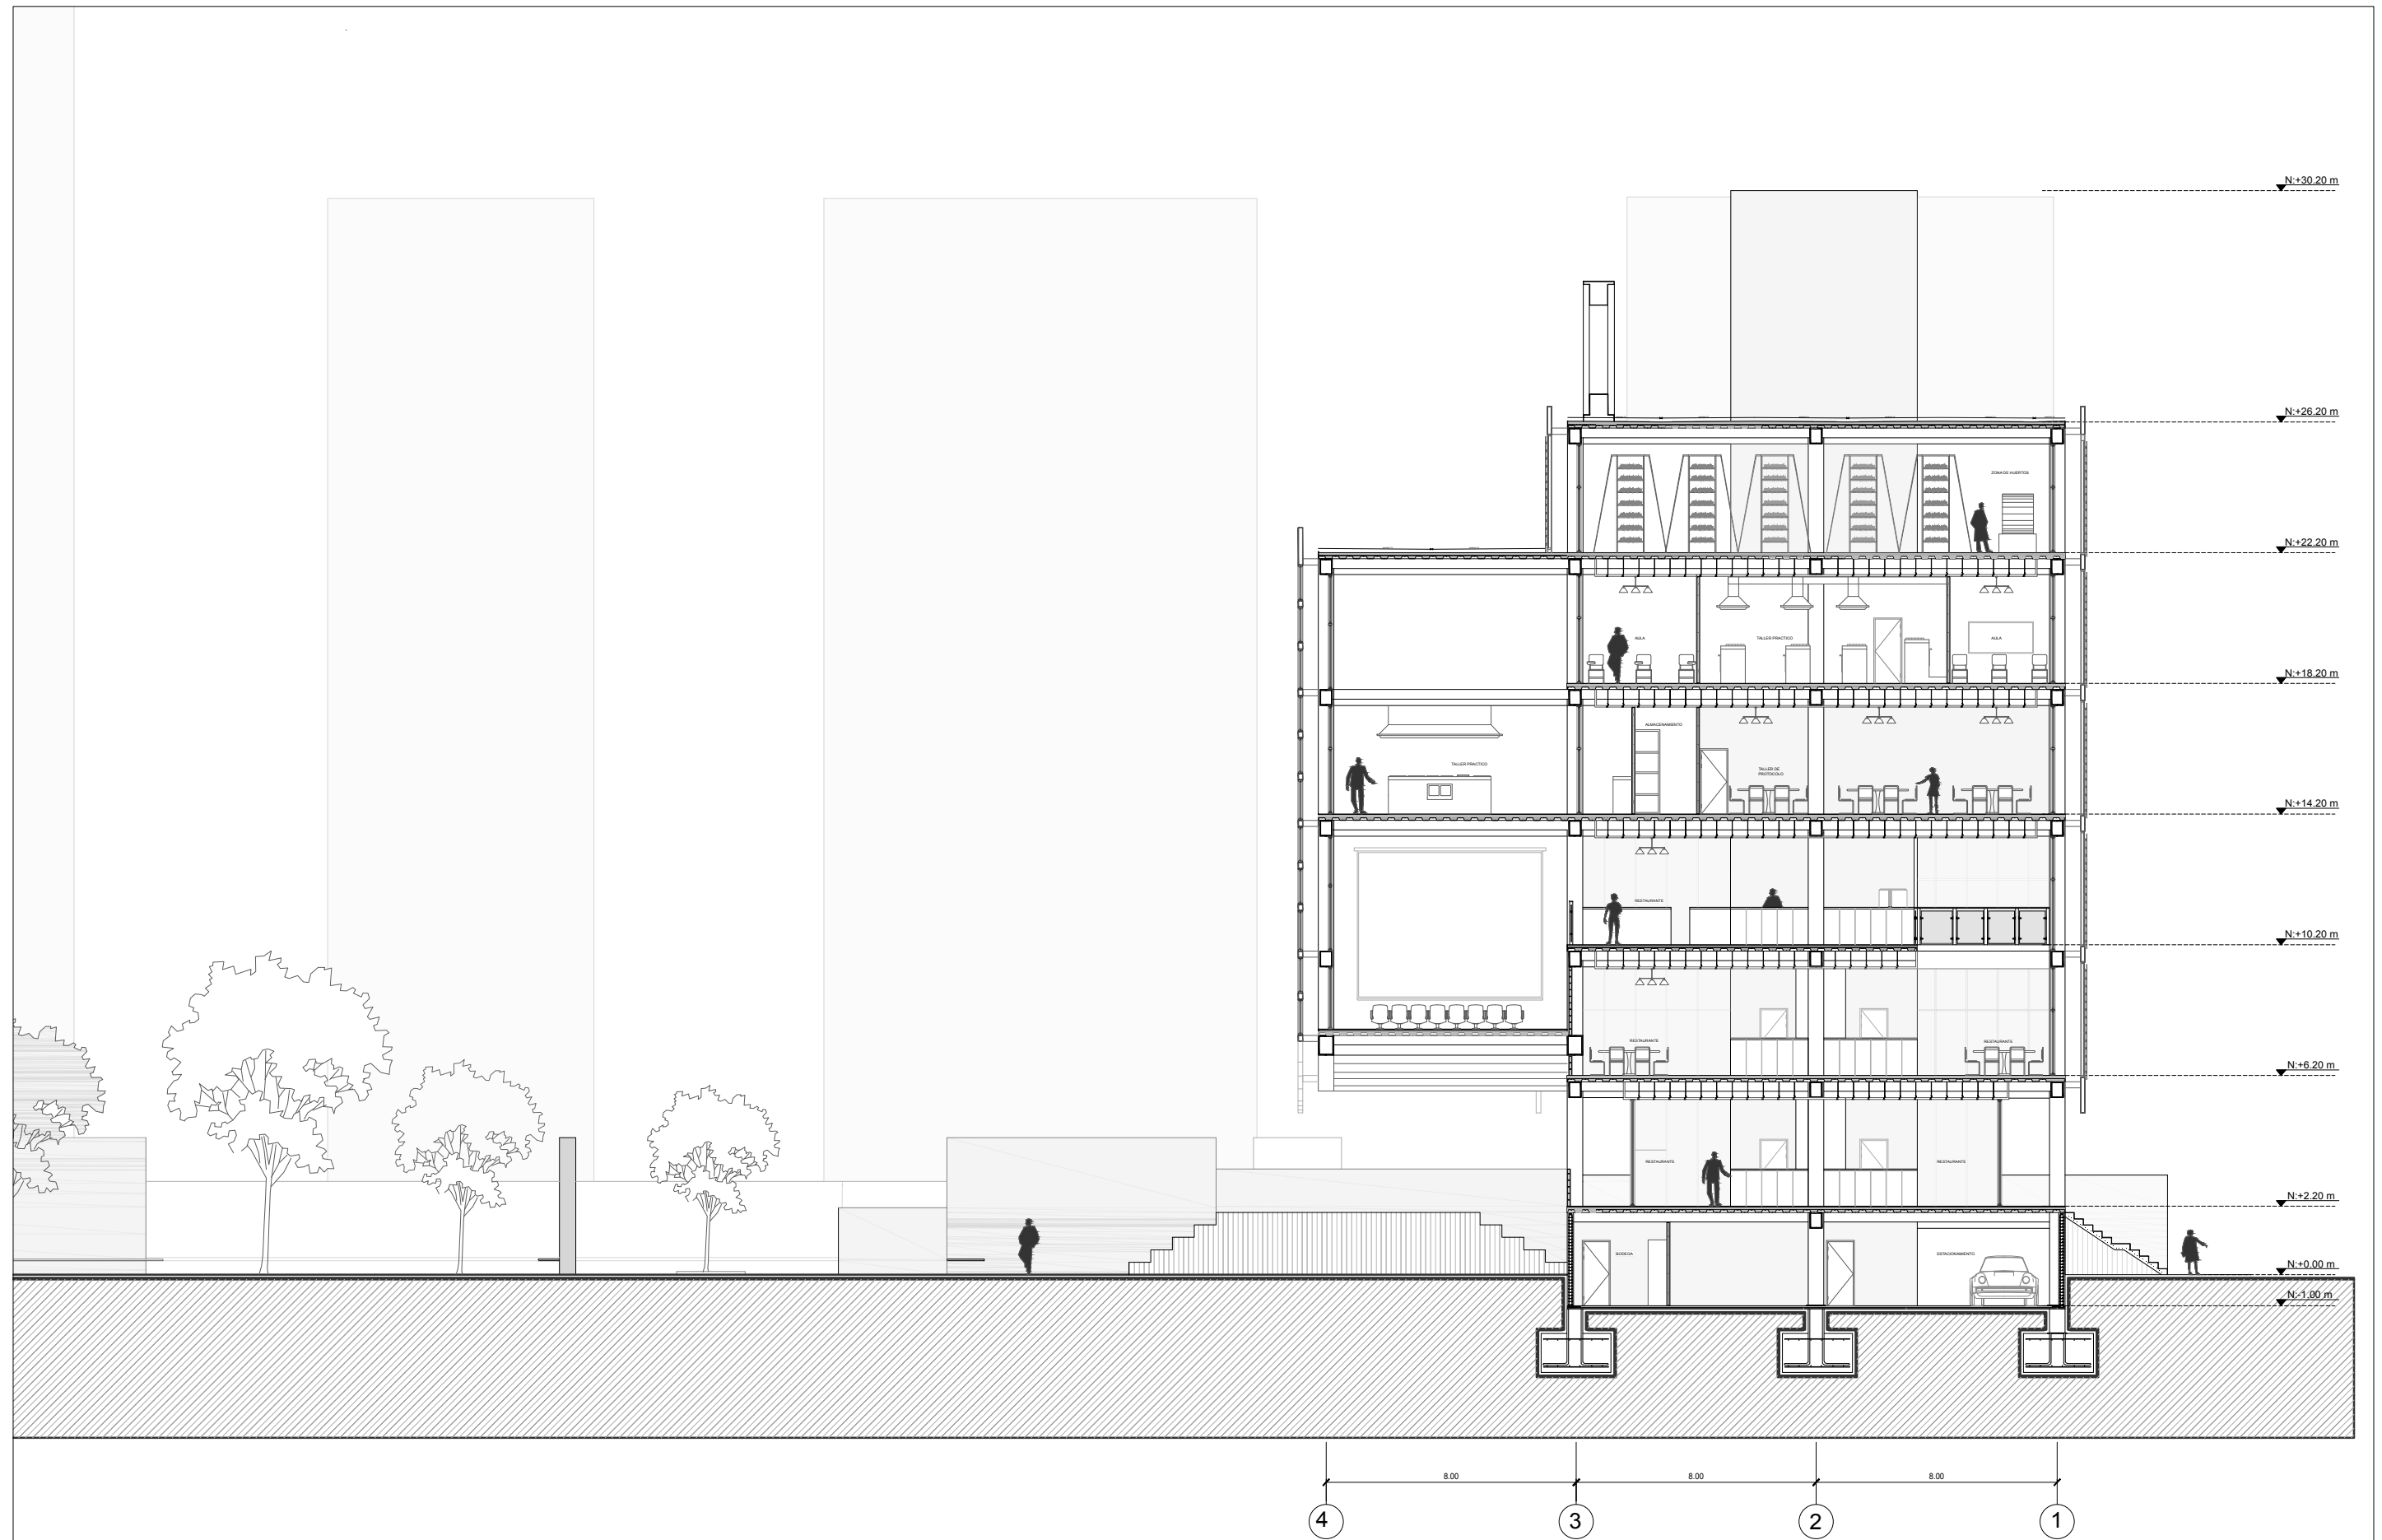 N:+30.20 m
N:+26.20 m
ZONA DE HUERTOS
N:+22.20 m
AULA
TALLER PRACTICO
AULA
N:+18.20 m
ALMACENAMIENTO
TALLER PRACTICO
TALLER DE
PROTOCOLO
N:+14.20 m
RESTAURANTE
N:+10.20 m
RESTAURANTE
RESTAURANTE
N:+6.20 m
RESTAURANTE
RESTAURANTE
N:+2.20 m
BODEGA
ESTACIONAMIENTO
N:+0.00 m
N:-1.00 m
8.00
8.00
8.00
4
3
2
1